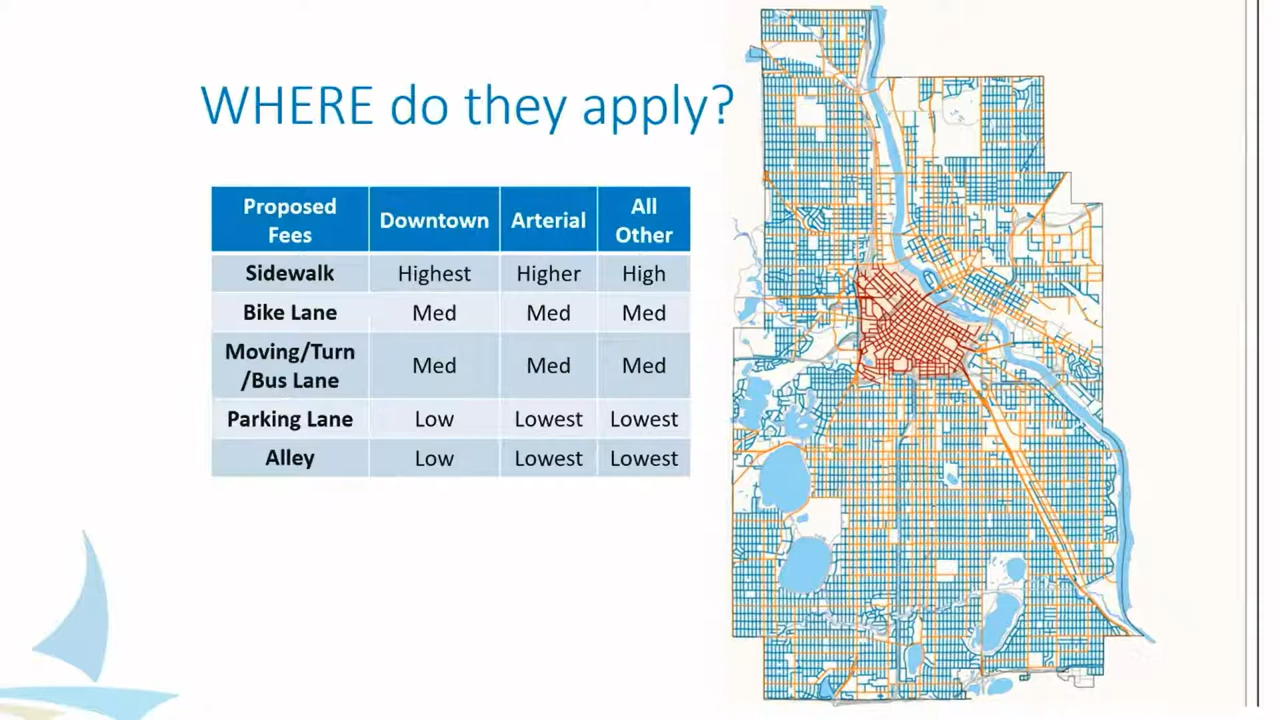 WHERE do they apply?
Proposed Fees Downtown Arterial All Other
Sidewalk Highest Higher High
Bike Lane Med Med Med
Moving/Turn /Bus Lane Med Med Med
Parking Lane Low Lowest Lowest
Alley Low Lowest Lowest